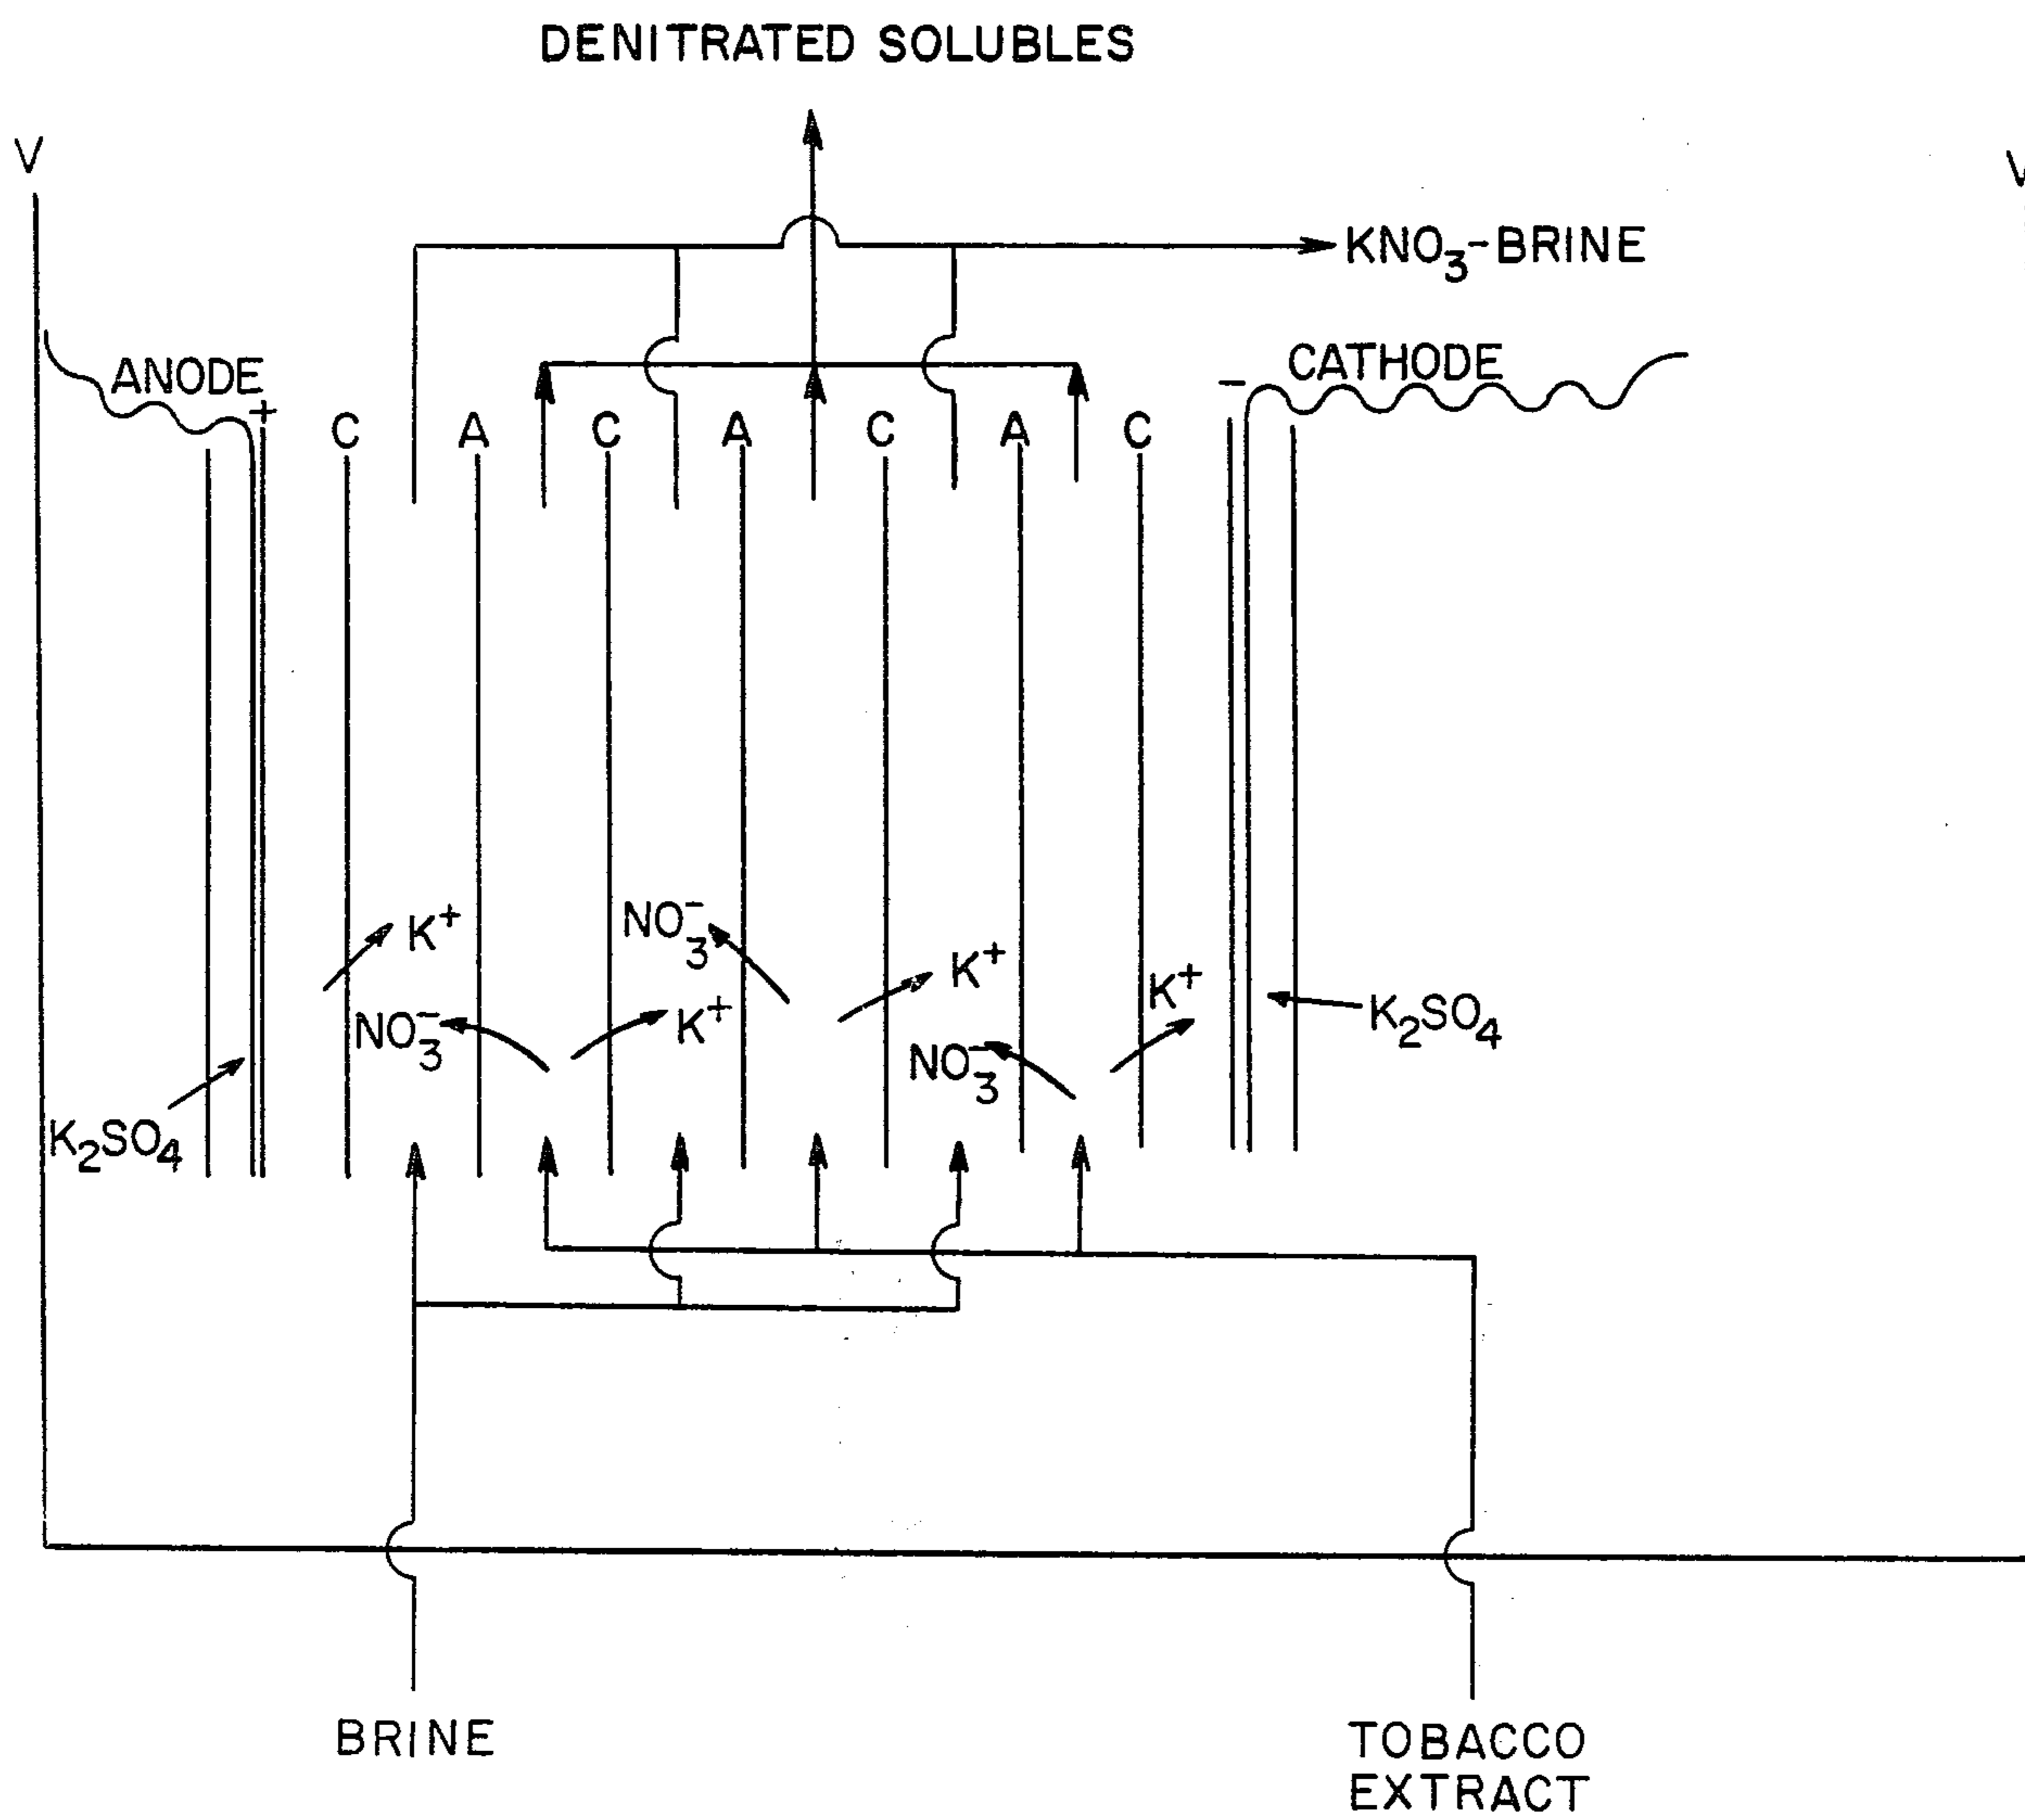 DENITRATED SOLUBLES
V
V
KNO₃-BRINE
ANODE
CATHODE
+
−
C
A
C
A
C
A
C
K⁺
NO₃⁻
K⁺
NO₃⁻
K⁺
K⁺
NO₃⁻
K₂SO₄
K₂SO₄
BRINE
TOBACCO
EXTRACT